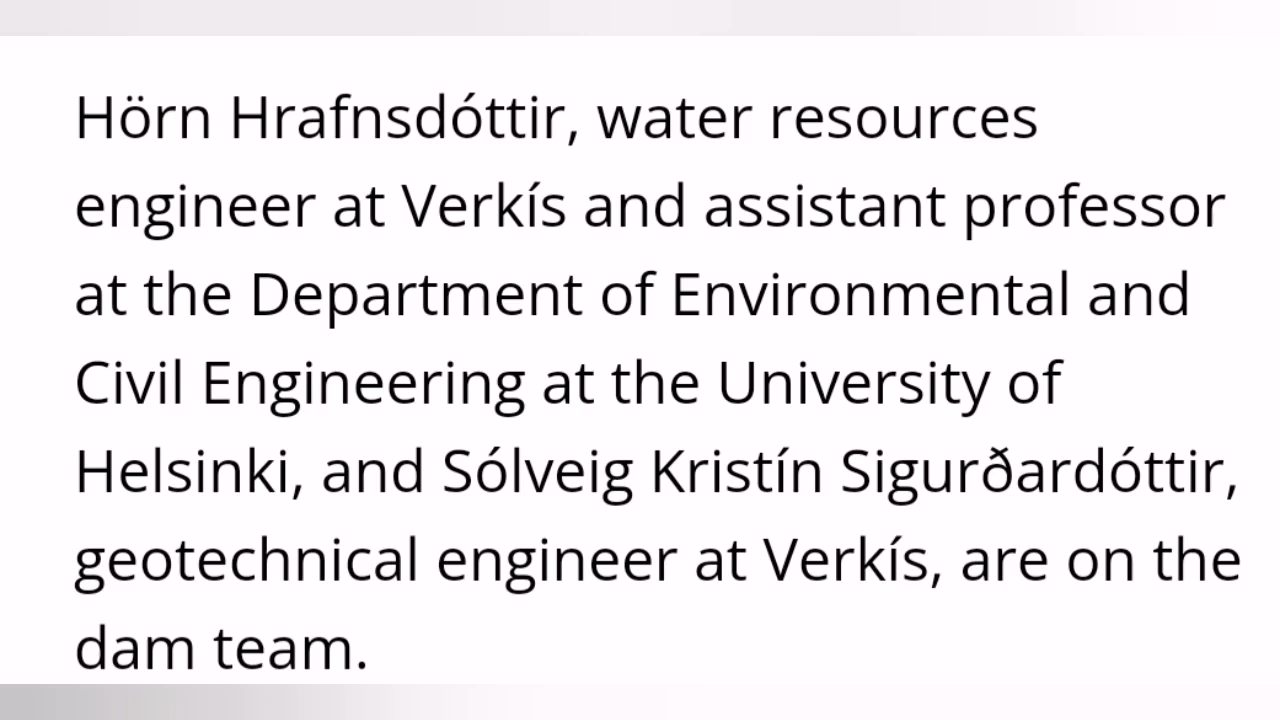 Hörn Hrafnsdóttir, water resources
engineer at Verkís and assistant professor
at the Department of Environmental and
Civil Engineering at the University of
Helsinki, and Sólveig Kristín Sigurðardóttir,
geotechnical engineer at Verkís, are on the
dam team.